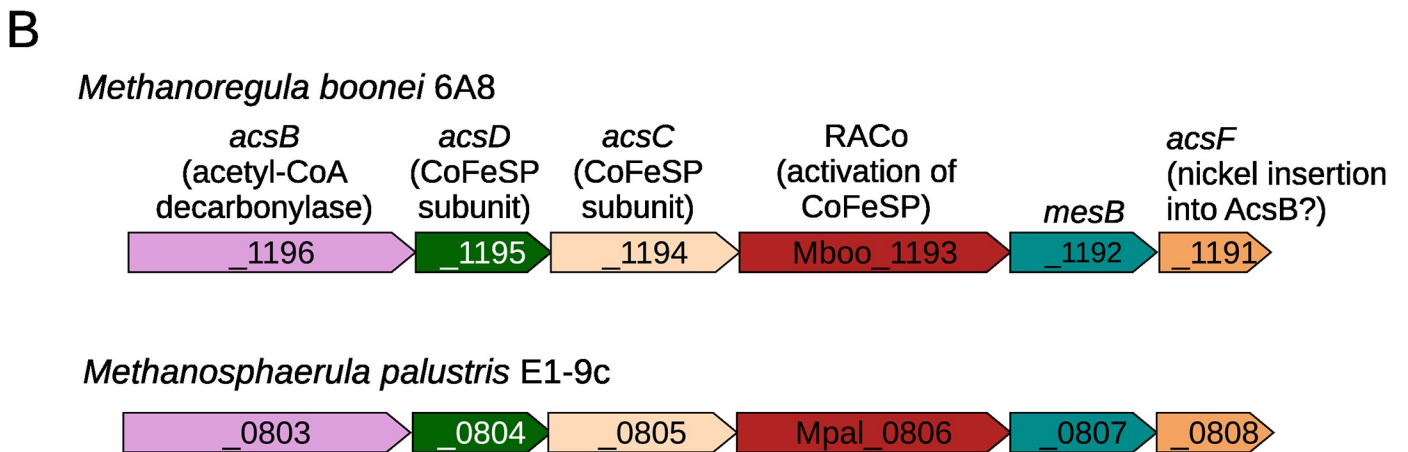 B
Methanoregula boonei 6A8
acsB
(acetyl-CoA
decarbonylase)
acsD
(CoFeSP
subunit)
acsC
(CoFeSP
subunit)
RACo
(activation of
CoFeSP)
mesB
acsF
(nickel insertion
into AcsB?)
_1196
_1195
_1194
Mboo_1193
_1192
_1191
Methanosphaerula palustris E1-9c
_0803
_0804
_0805
Mpal_0806
_0807
_0808